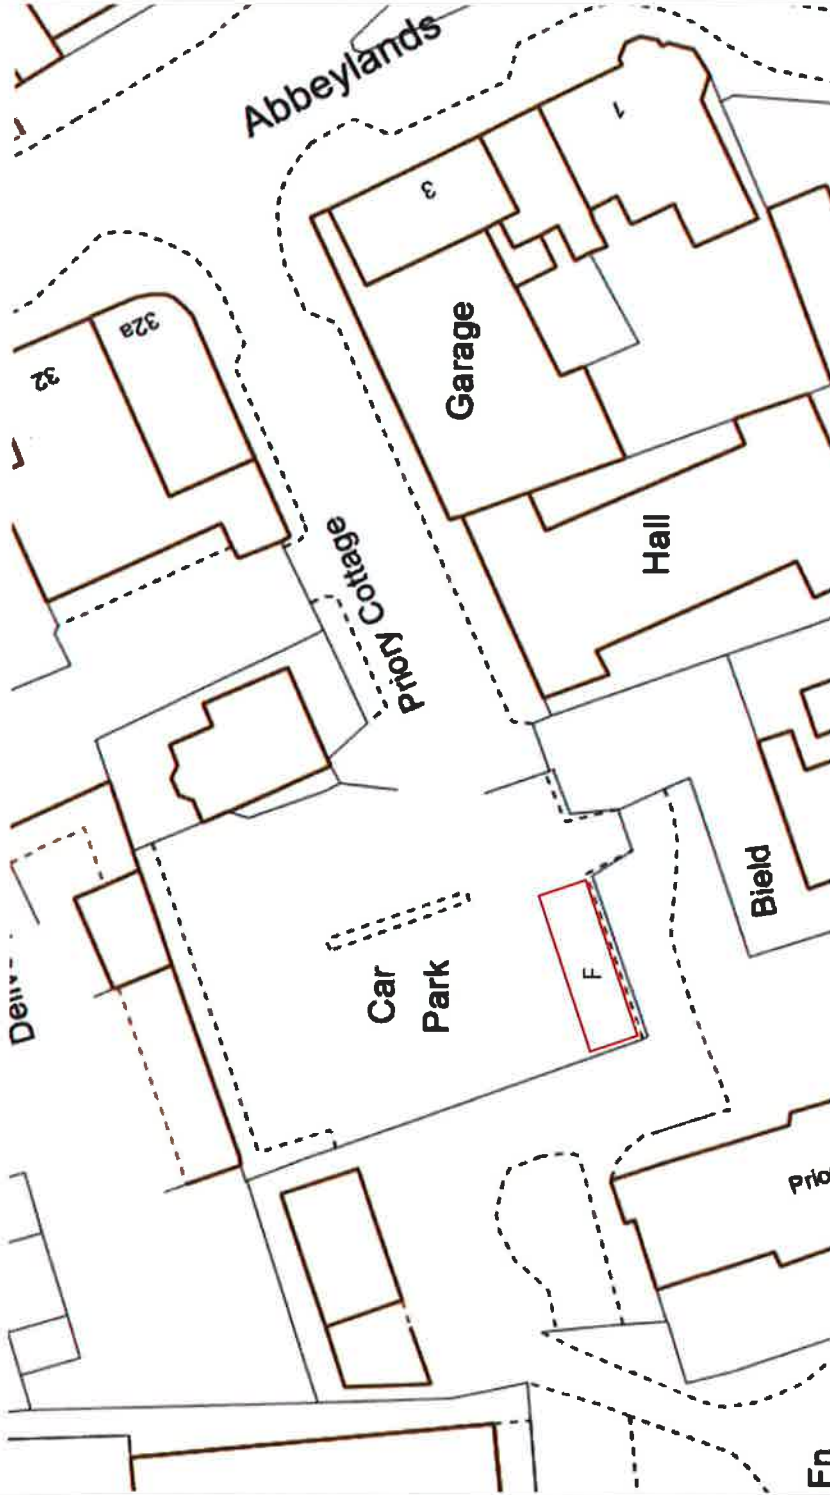 Abbeylands
1
3
32a
32
Garage
Priory Cottage
Hall
Bield
Car
Park
F